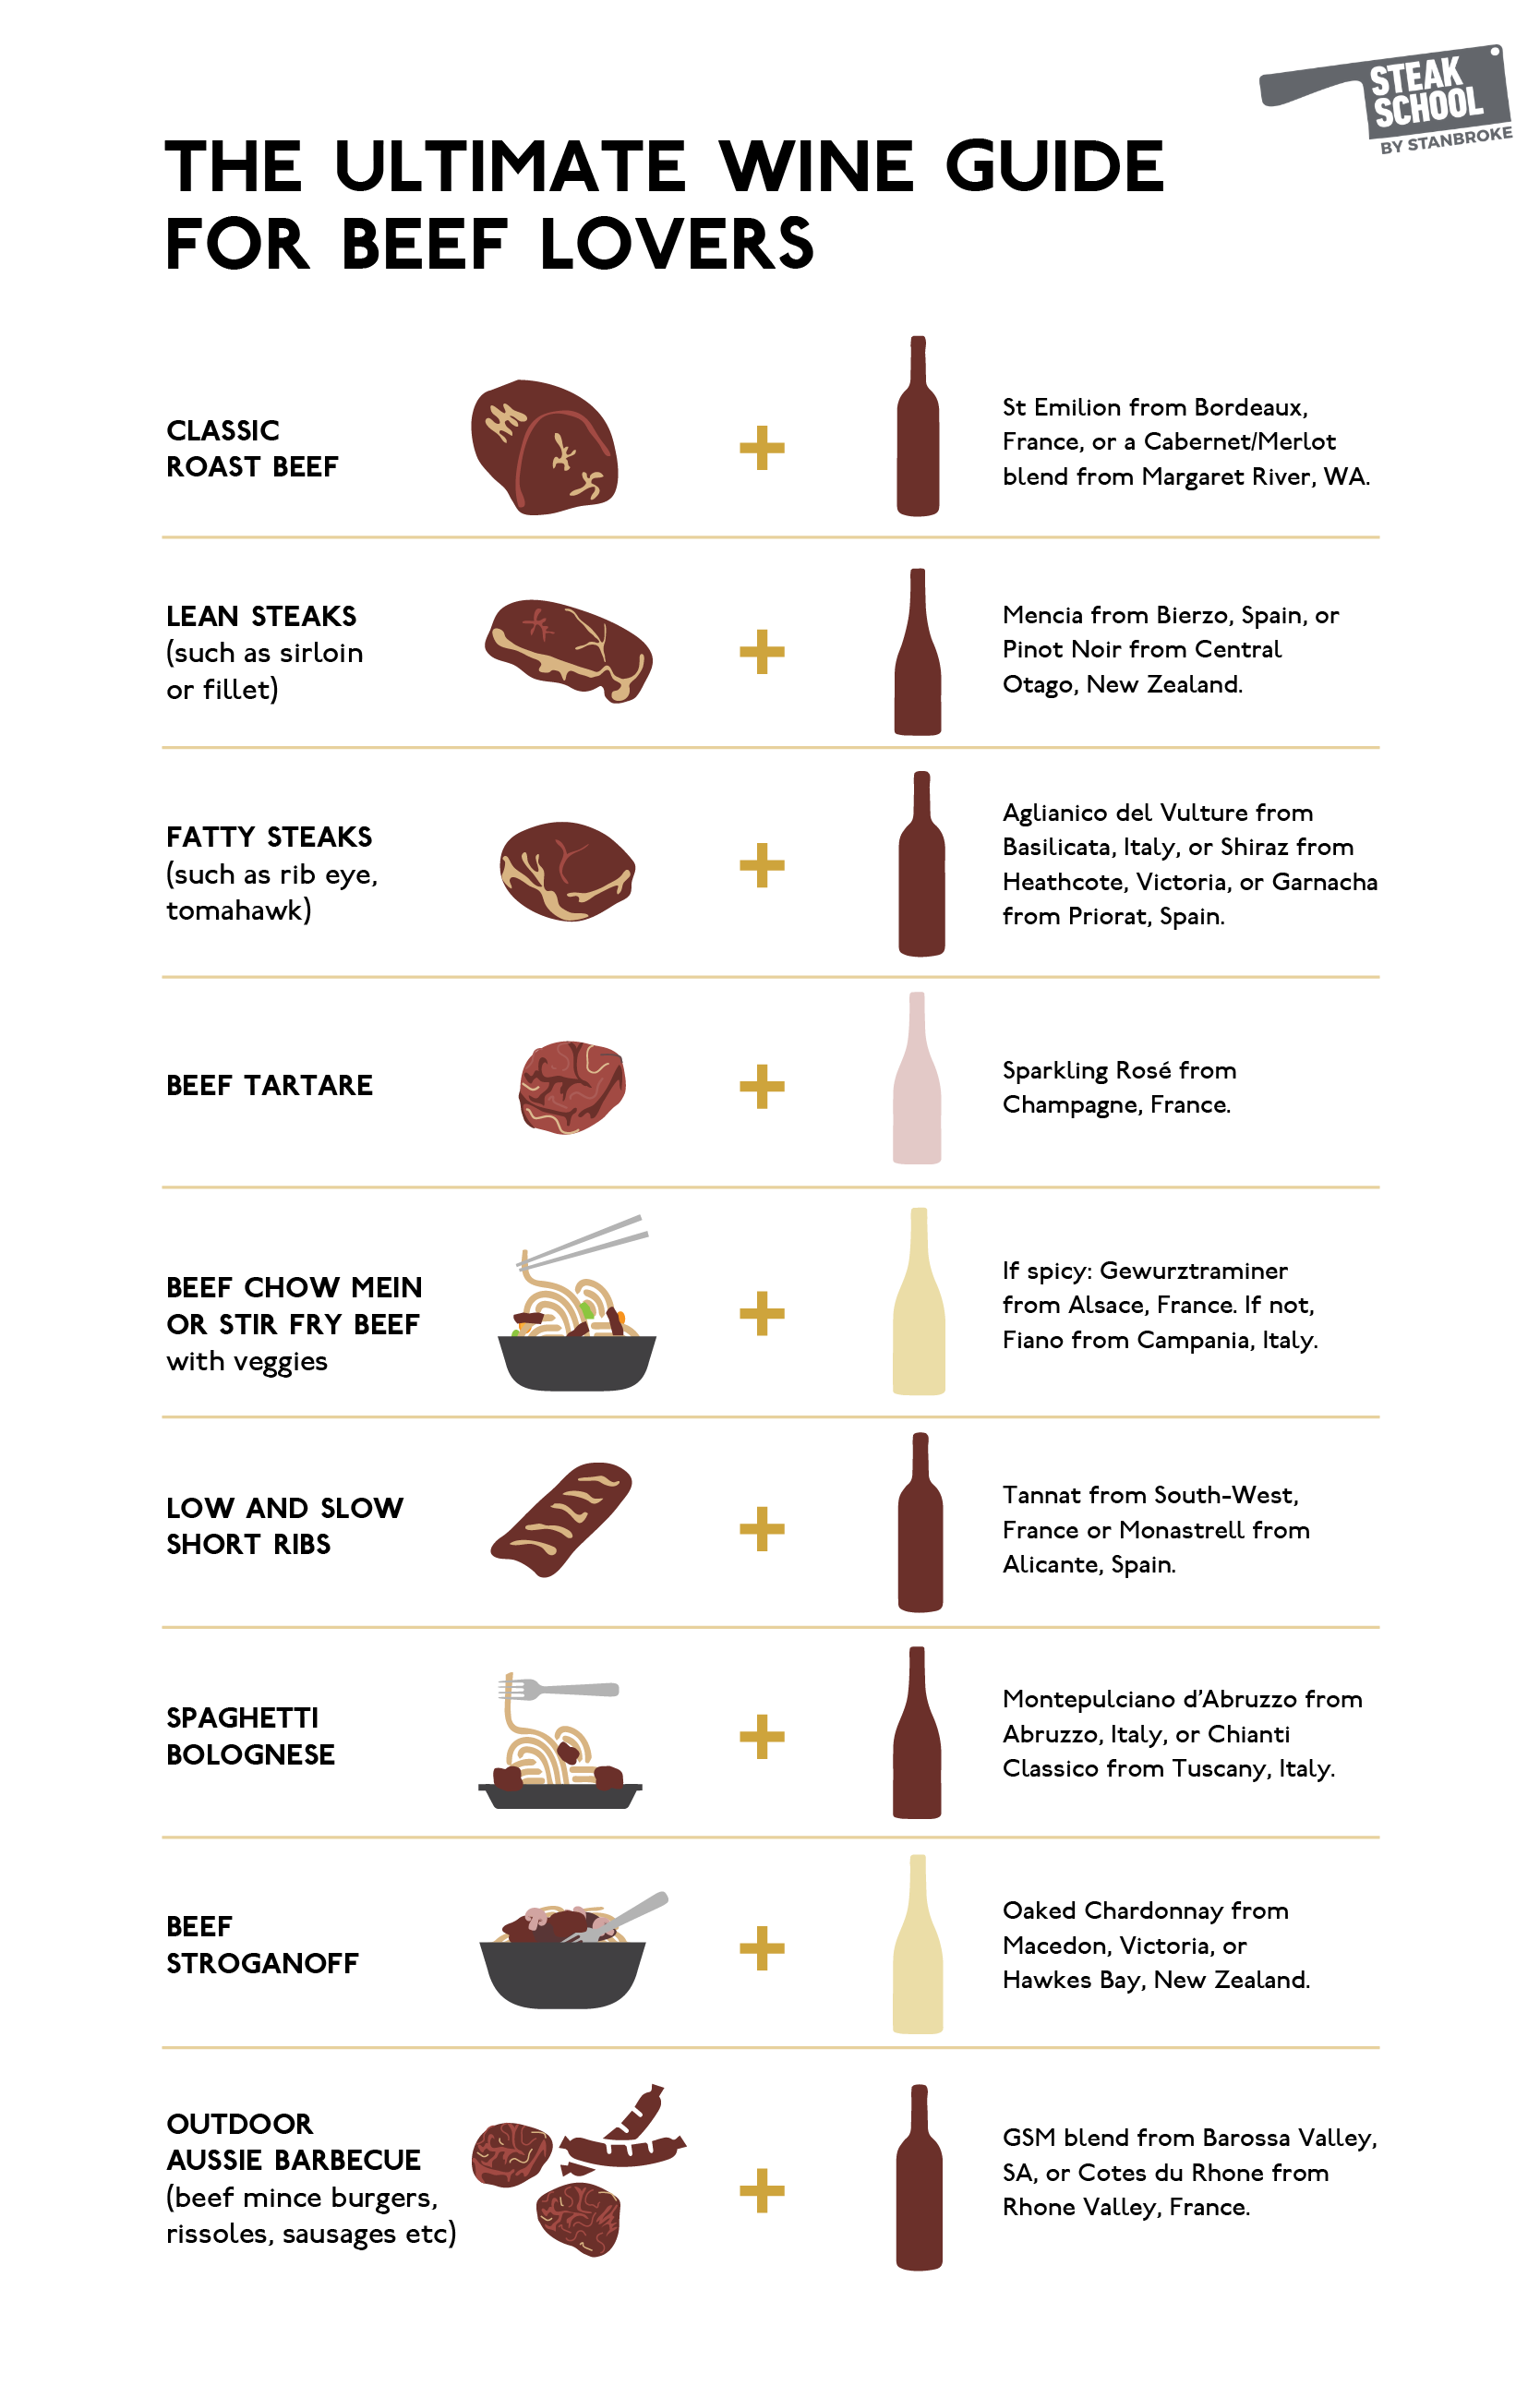 STEAK
SCHOOL
BY STANBROKE
THE ULTIMATE WINE GUIDE
FOR BEEF LOVERS
CLASSIC
ROAST BEEF
St Emilion from Bordeaux,
France, or a Cabernet/Merlot
blend from Margaret River, WA.
LEAN STEAKS
(such as sirloin
or fillet)
Mencia from Bierzo, Spain, or
Pinot Noir from Central
Otago, New Zealand.
FATTY STEAKS
(such as rib eye,
tomahawk)
Aglianico del Vulture from
Basilicata, Italy, or Shiraz from
Heathcote, Victoria, or Garnacha
from Priorat, Spain.
BEEF TARTARE
Sparkling Rosé from
Champagne, France.
BEEF CHOW MEIN
OR STIR FRY BEEF
with veggies
If spicy: Gewurztraminer
from Alsace, France. If not,
Fiano from Campania, Italy.
LOW AND SLOW
SHORT RIBS
Tannat from South-West,
France or Monastrell from
Alicante, Spain.
SPAGHETTI
BOLOGNESE
Montepulciano d’Abruzzo from
Abruzzo, Italy, or Chianti
Classico from Tuscany, Italy.
BEEF
STROGANOFF
Oaked Chardonnay from
Macedon, Victoria, or
Hawkes Bay, New Zealand.
OUTDOOR
AUSSIE BARBECUE
(beef mince burgers,
rissoles, sausages etc)
GSM blend from Barossa Valley,
SA, or Cotes du Rhone from
Rhone Valley, France.